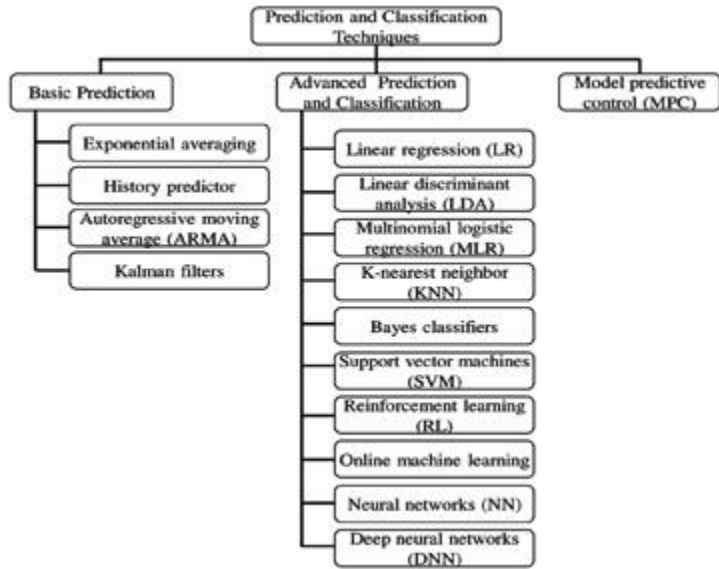 Prediction and Classification
Techniques
Basic Prediction
Advanced Prediction
and Classification
Model predictive
control (MPC)
Exponential averaging
History predictor
Autoregressive moving
average (ARMA)
Kalman filters
Linear regression (LR)
Linear discriminant
analysis (LDA)
Multinomial logistic
regression (MLR)
K-nearest neighbor
(KNN)
Bayes classifiers
Support vector machines
(SVM)
Reinforcement learning
(RL)
Online machine learning
Neural networks (NN)
Deep neural networks
(DNN)